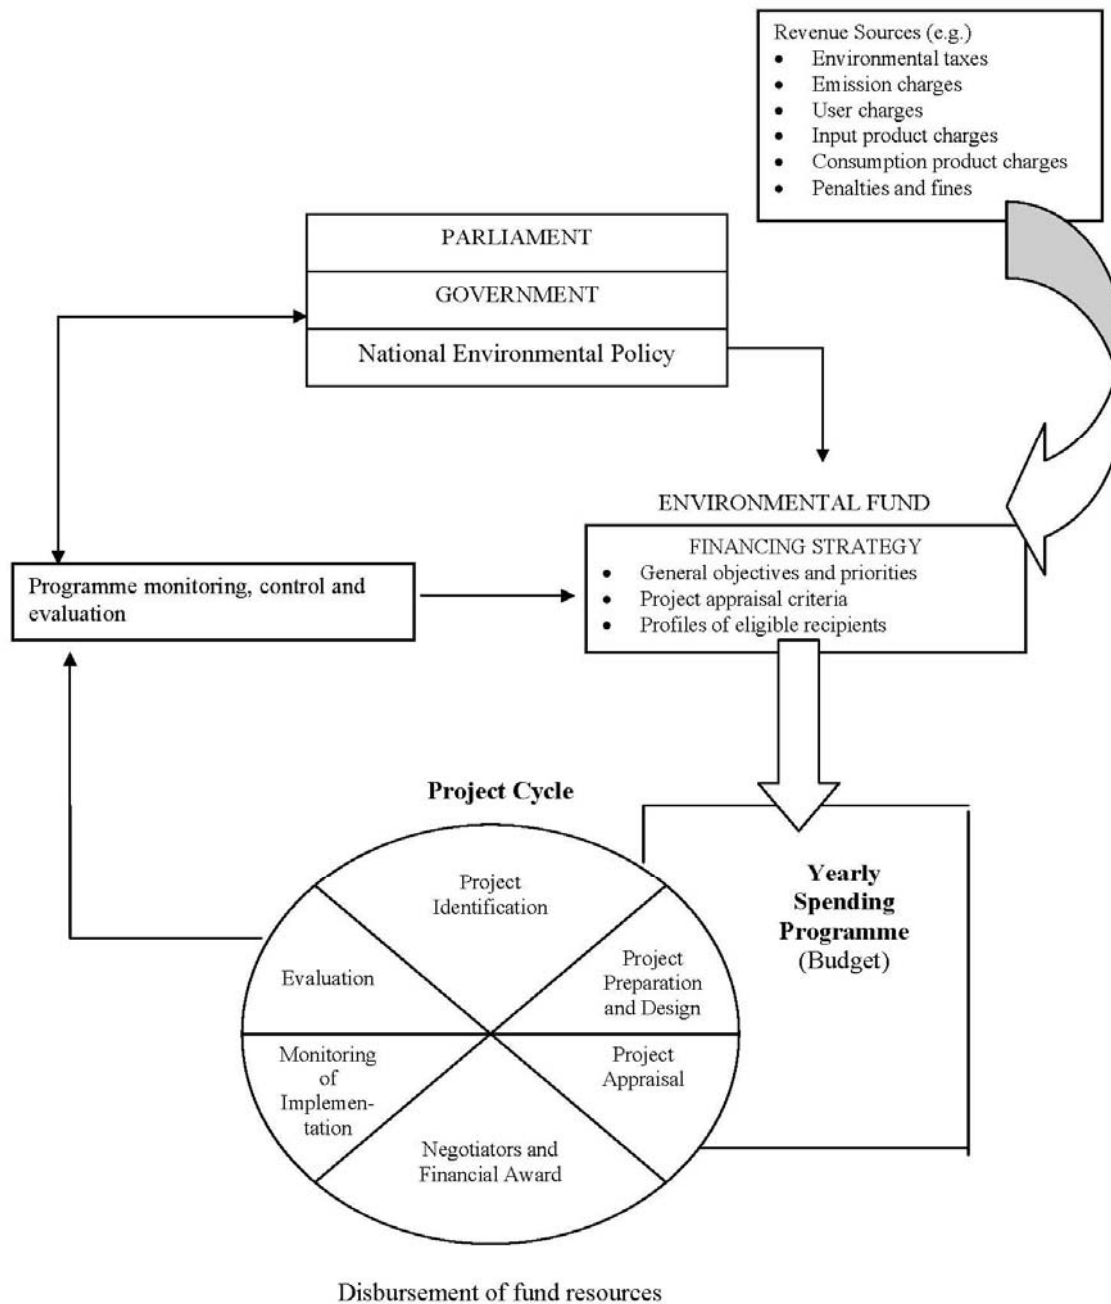 Revenue Sources (e.g.)
• Environmental taxes
• Emission charges
• User charges
• Input product charges
• Consumption product charges
• Penalties and fines
PARLIAMENT
GOVERNMENT
National Environmental Policy
ENVIRONMENTAL FUND
FINANCING STRATEGY
• General objectives and priorities
• Project appraisal criteria
• Profiles of eligible recipients
Programme monitoring, control and
evaluation
Project Cycle
Project
Identification
Project
Preparation
and Design
Project
Appraisal
Negotiators and
Financial Award
Monitoring
of
Implemen-
tation
Evaluation
Yearly
Spending
Programme
(Budget)
Disbursement of fund resources